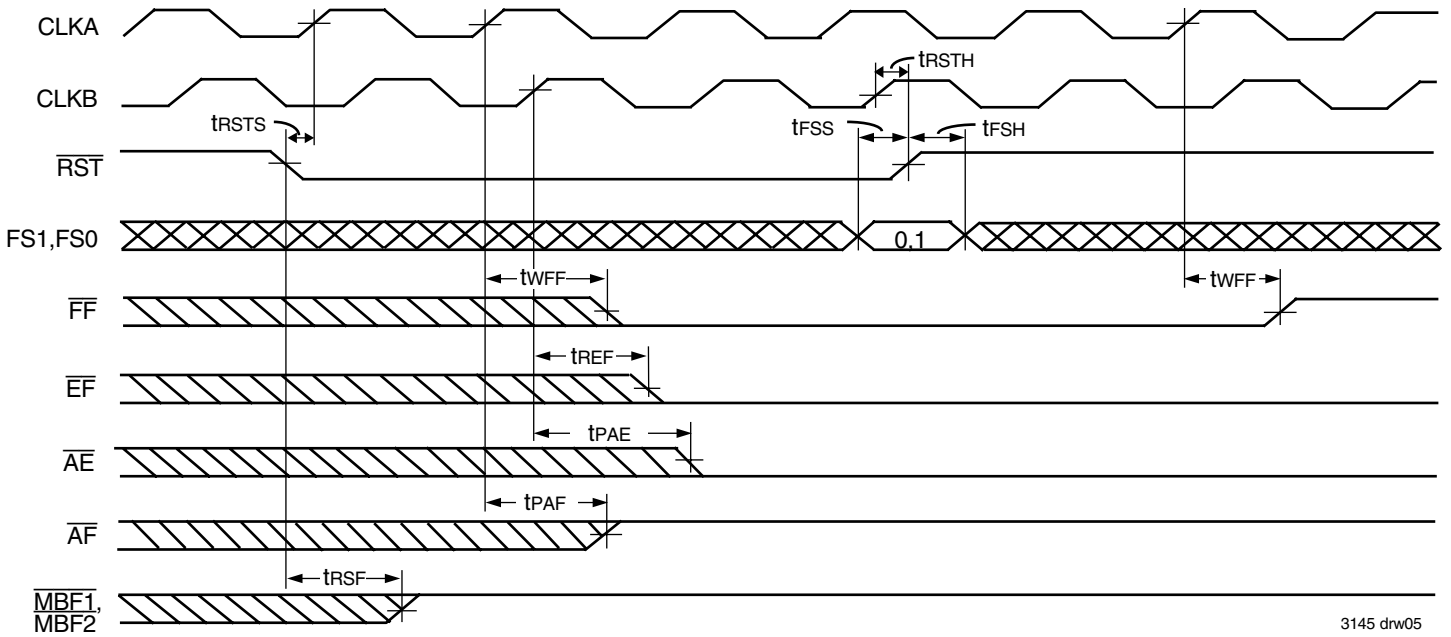 CLKA
tRSTH
CLKB
tRSTS
tFSS
tFSH
RST
FS1,FS0
0,1
tWFF
tWFF
FF
tREF
EF
tPAE
AE
tPAF
AF
tRSF
MBF1,
MBF2
3145 drw05